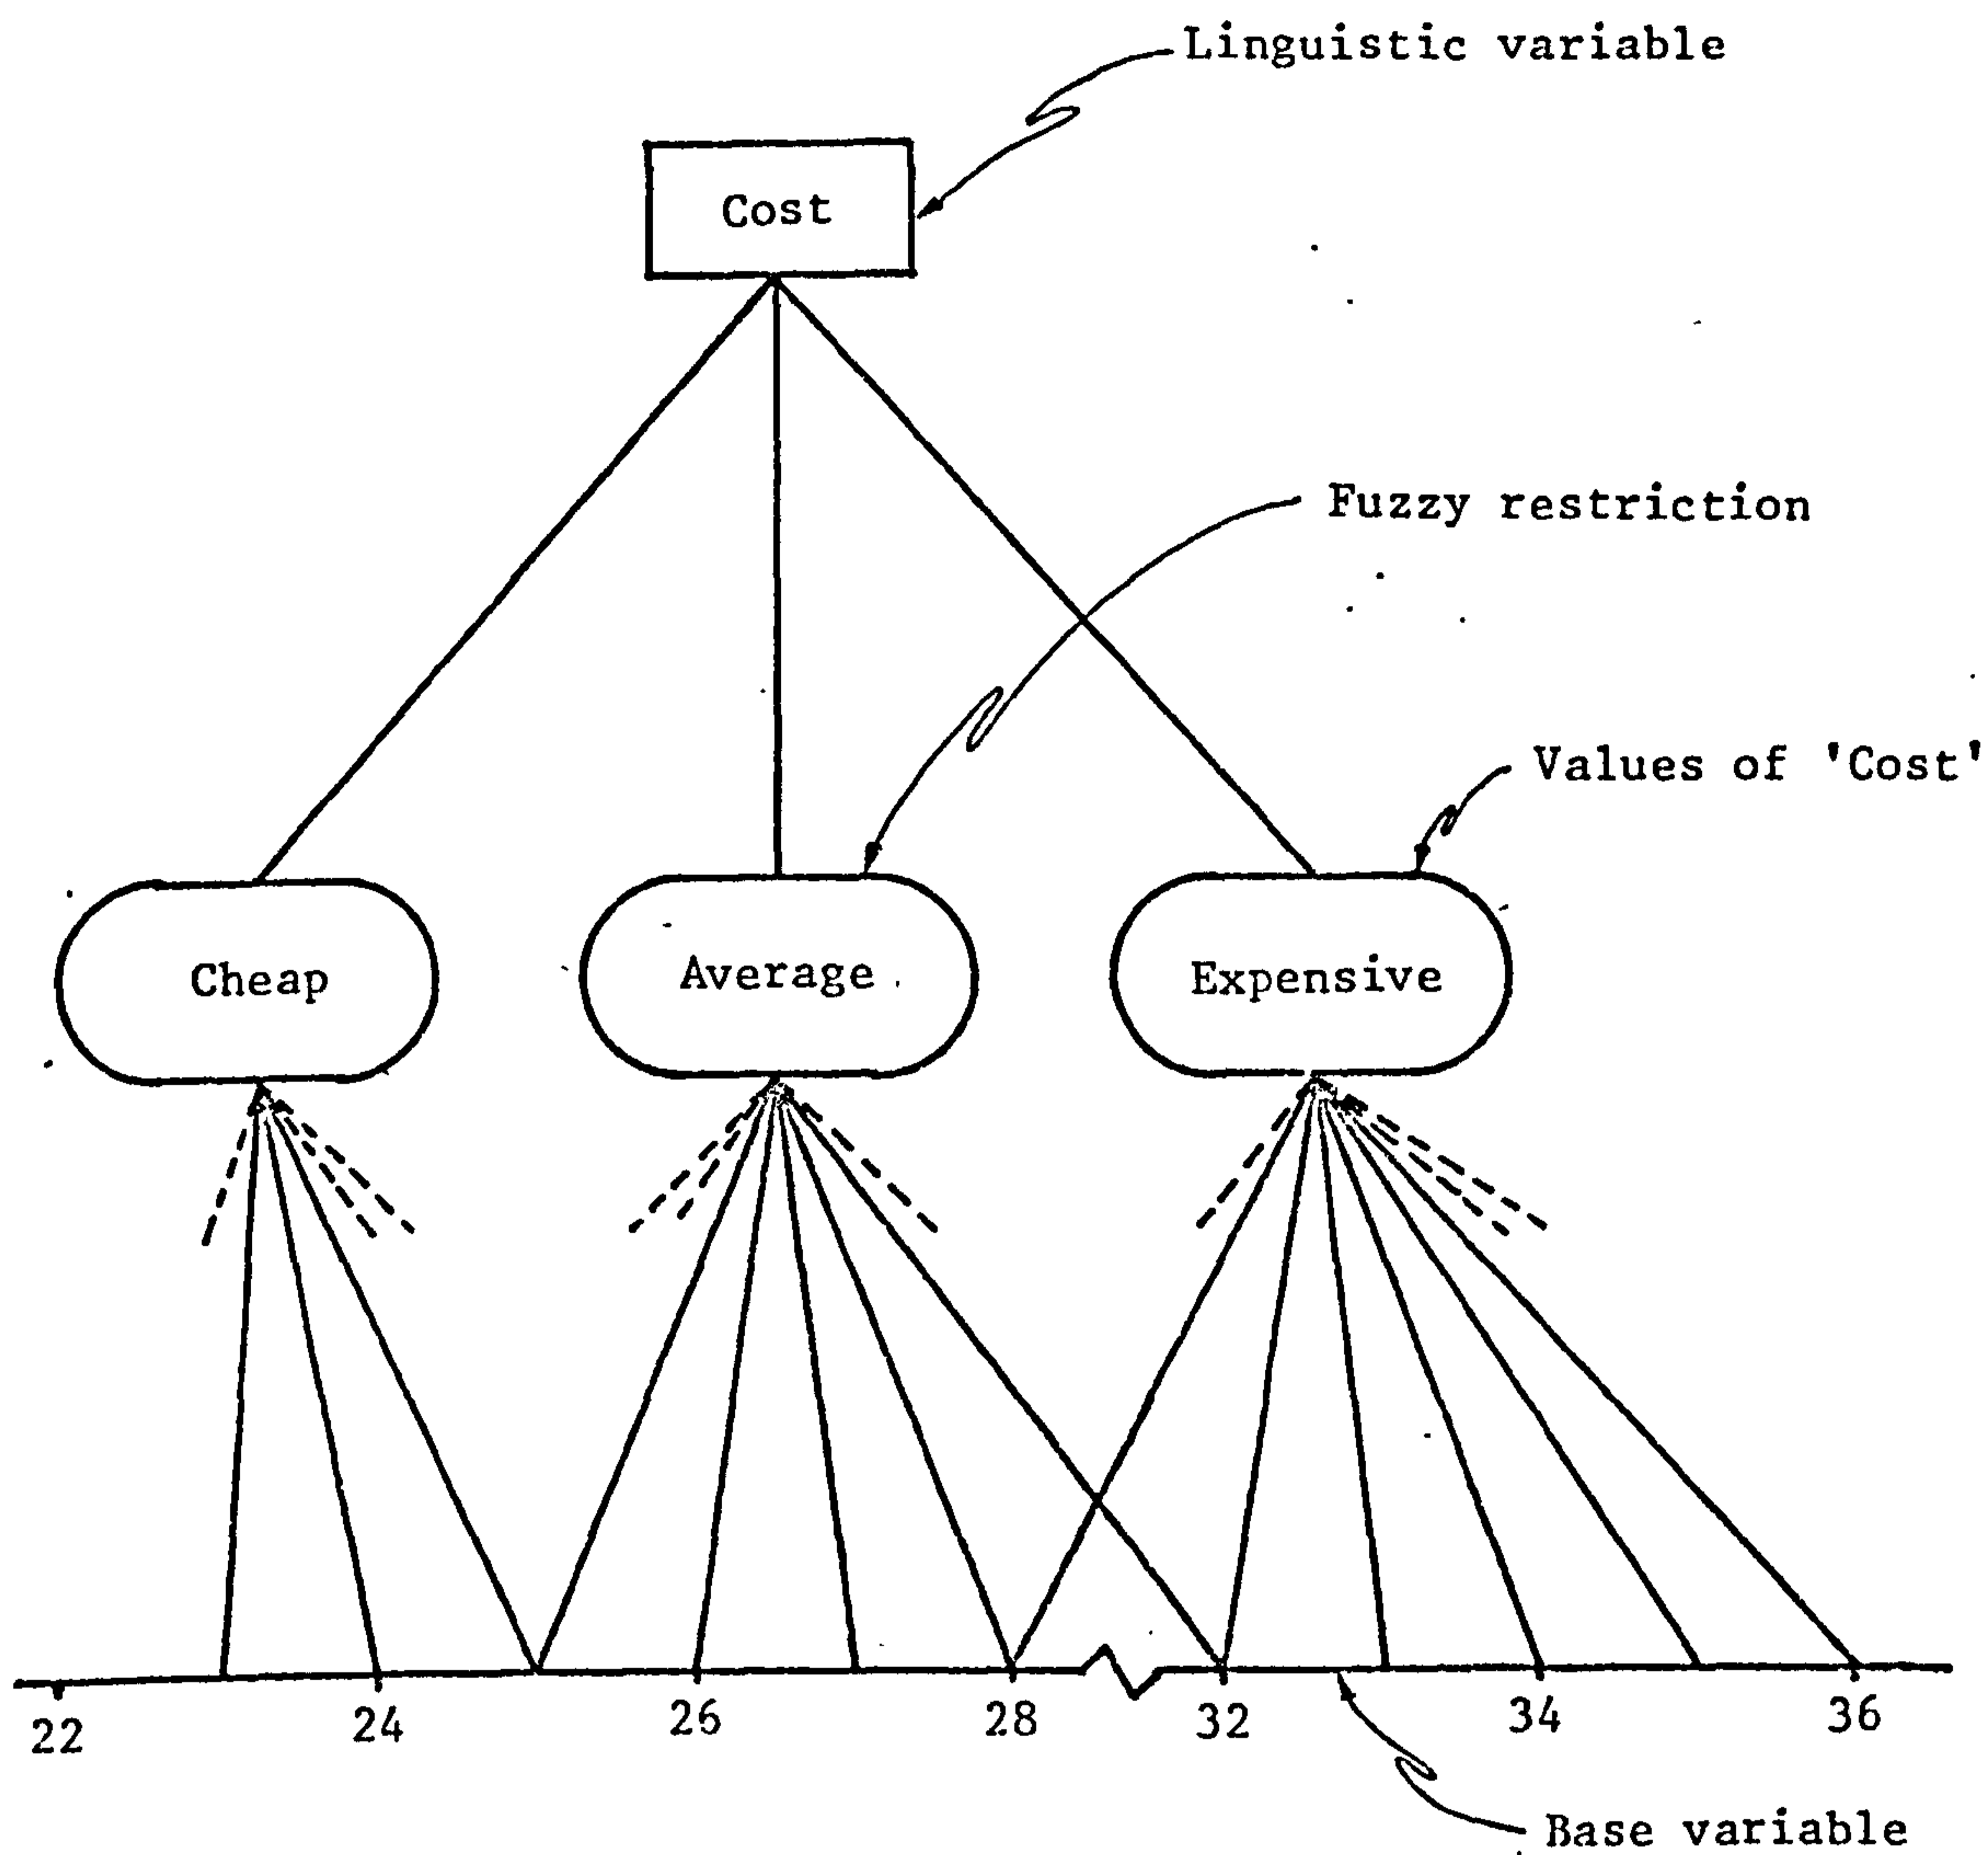 Linguistic variable
Cost
Fuzzy restriction
Values of 'Cost'
Cheap
Average
Expensive
22
24
26
28
32
34
36
Base variable